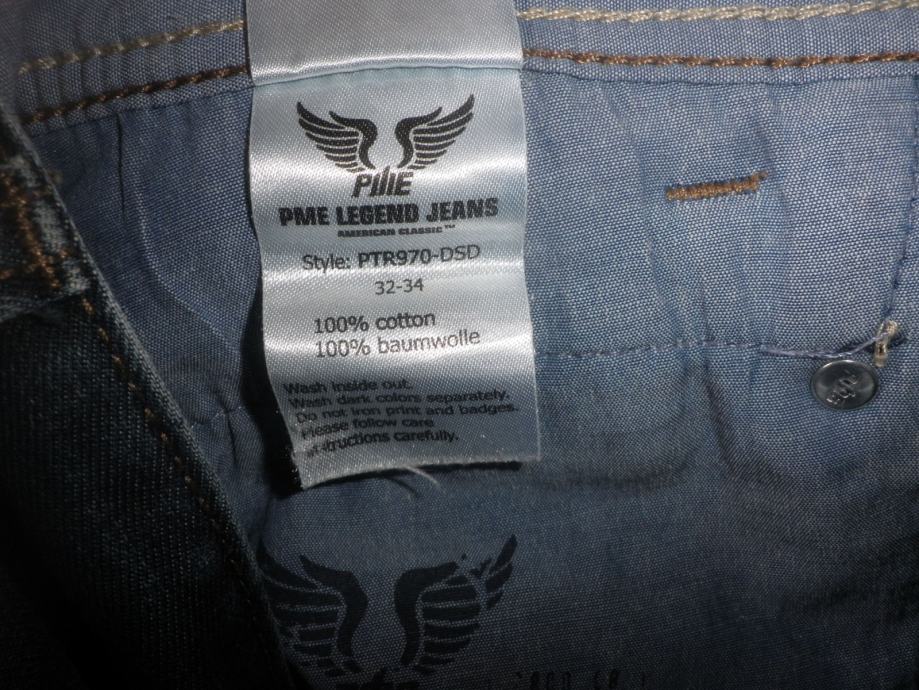 PME
PME LEGEND JEANS
AMERICAN CLASSIC™
Style: PTR970-DSD
32-34
100% cotton
100% baumwolle
Wash inside out.
Wash dark colors separately.
Do not iron print and badges.
Please follow care
instructions carefully.